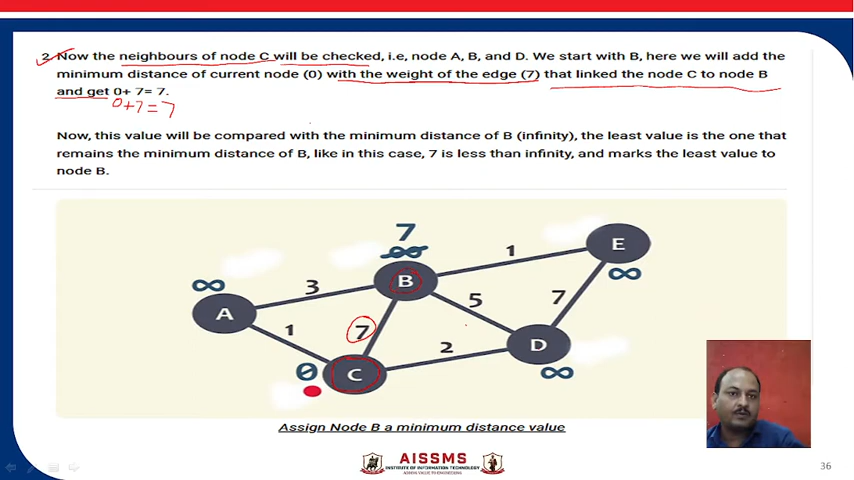 2. Now the neighbours of node C will be checked, i.e, node A, B, and D. We start with B, here we will add the
minimum distance of current node (0) with the weight of the edge (7) that linked the node C to node B
and get 0+ 7= 7.
0+7=7
Now, this value will be compared with the minimum distance of B (infinity), the least value is the one that
remains the minimum distance of B, like in this case, 7 is less than infinity, and marks the least value to
node B.
7
∞
1
E
∞
∞
3
B
A
5
7
1
7
2
D
0
C
∞
Assign Node B a minimum distance value
AISSMS
INSTITUTE OF INFORMATION TECHNOLOGY
ADDING VALUE TO ENGINEERING
36